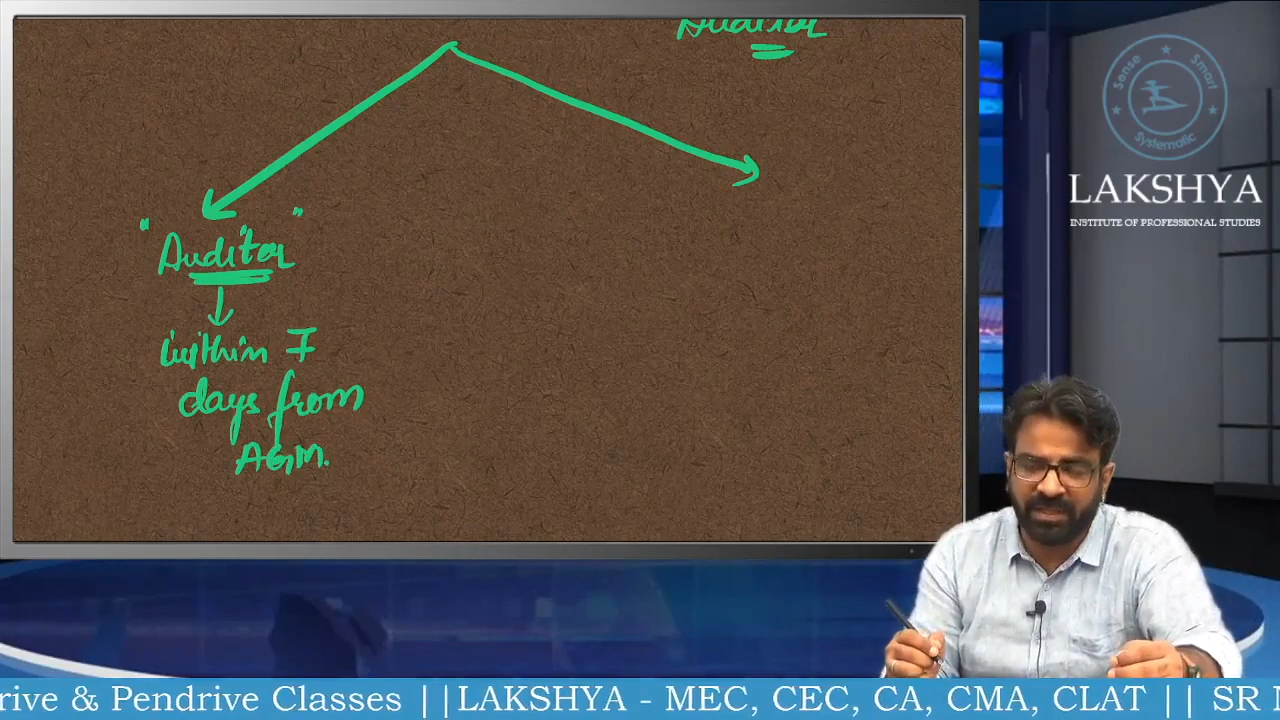 Auditor
"Auditor"
within 7
days from
AGM.
Sense
Smart
Systematic
LAKSHYA
INSTITUTE OF PROFESSIONAL STUDIES
rive & Pendrive Classes ||LAKSHYA - MEC, CEC, CA, CMA, CLAT || SR